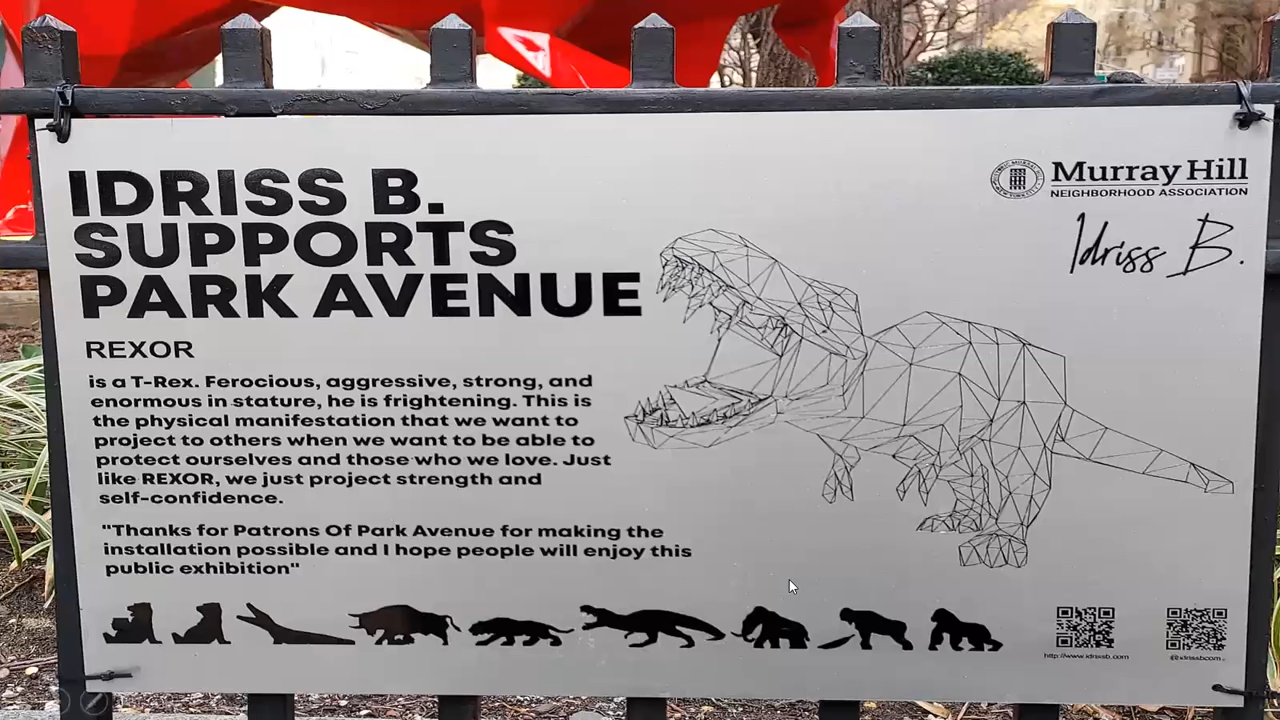 IDRISS B.
SUPPORTS
PARK AVENUE
REXOR
is a T-Rex. Ferocious, aggressive, strong, and
enormous in stature, he is frightening. This is
the physical manifestation that we want to
project to others when we want to be able to
protect ourselves and those who we love. Just
like REXOR, we just project strength and
self-confidence.
"Thanks for Patrons Of Park Avenue for making the
installation possible and I hope people will enjoy this
public exhibition"
Murray Hill
NEIGHBORHOOD ASSOCIATION
Idriss B.
http://www.idrissb.com
@idrissbcom